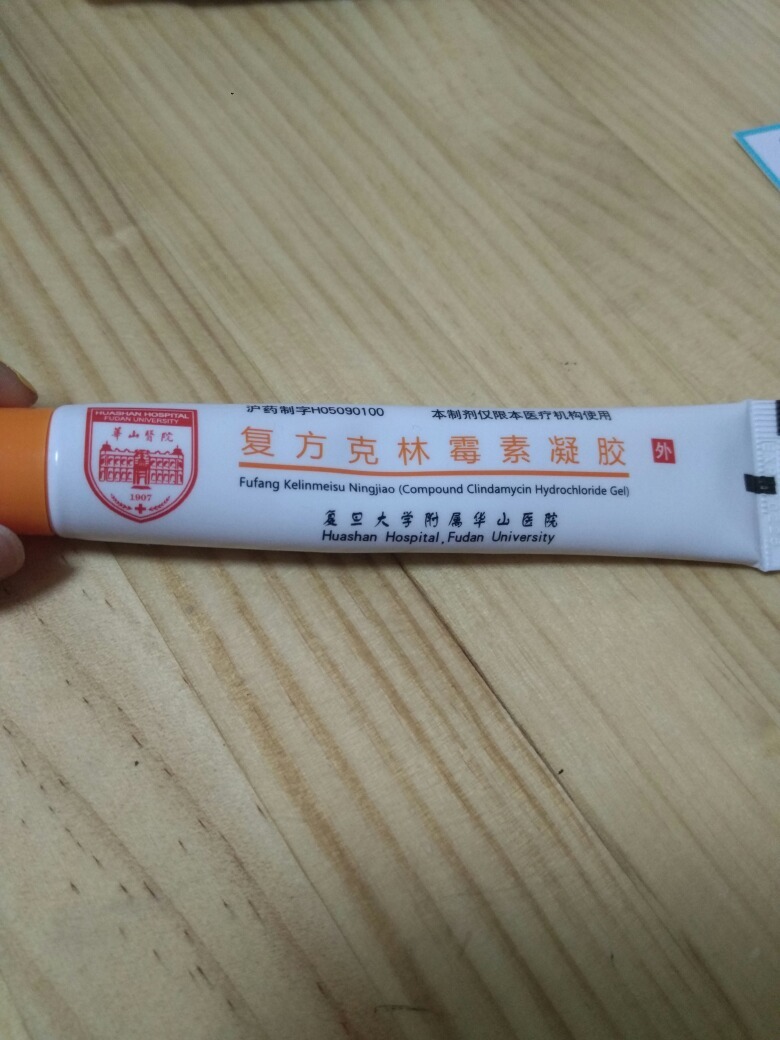 HUASHAN HOSPITAL
FUDAN UNIVERSITY
華山醫院
1907
沪药制字H05090100 本制剂仅限本医疗机构使用
复方克林霉素凝胶 外
Fufang Kelinmeisu Ningjiao (Compound Clindamycin Hydrochloride Gel)
复旦大学附属华山医院
Huashan Hospital,Fudan University